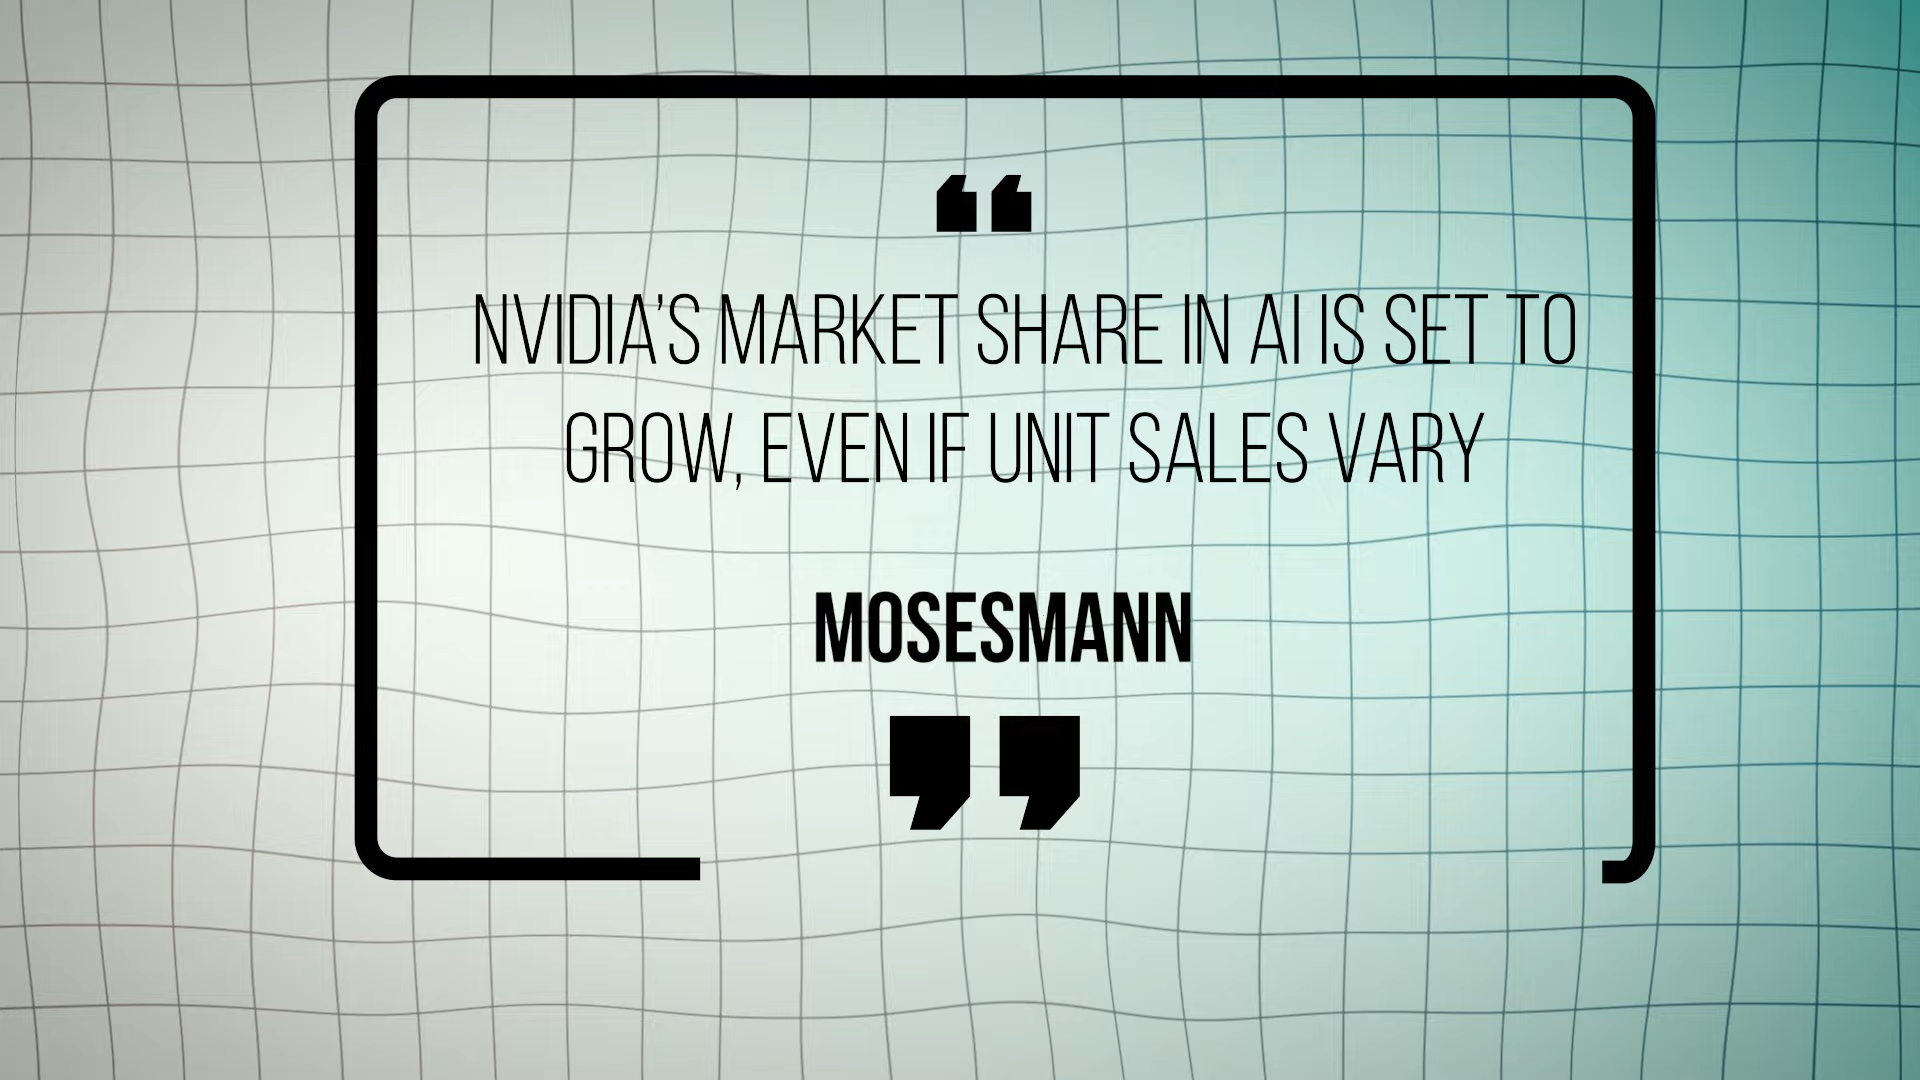 “
NVIDIA’S MARKET SHARE IN AI IS SET TO
GROW, EVEN IF UNIT SALES VARY
MOSESMANN
”